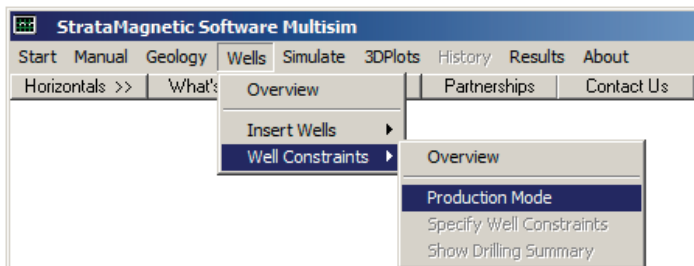 StrataMagnetic Software Multisim
Start Manual Geology Wells Simulate 3DPlots History Results About
Horizontals >> What's Partnerships Contact Us
Overview
Insert Wells
Well Constraints
Overview
Production Mode
Specify Well Constraints
Show Drilling Summary